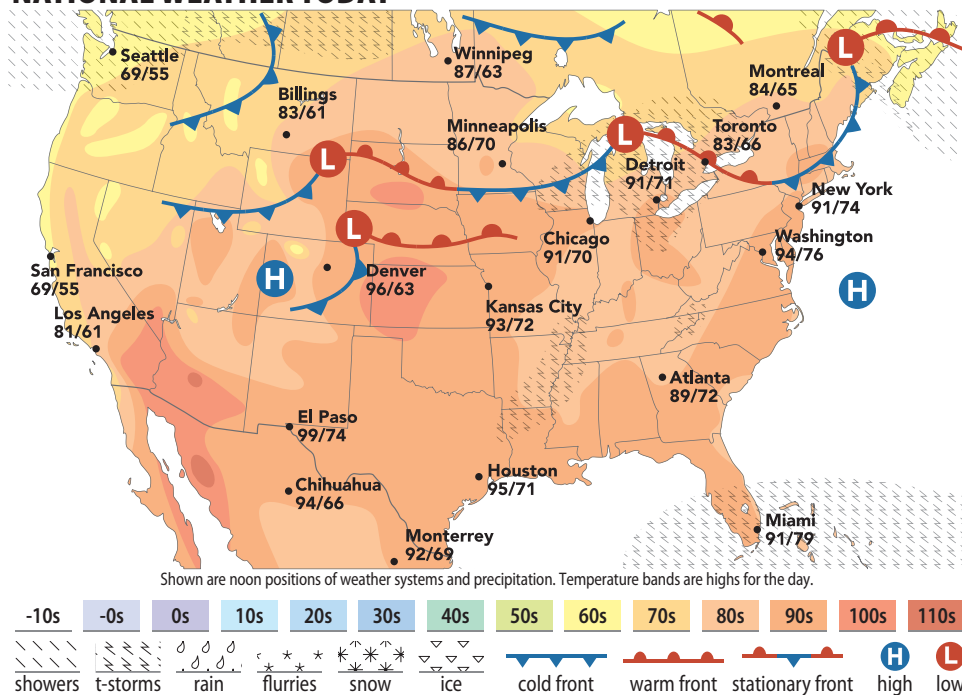 NATIONAL WEATHER TODAY
Seattle
69/55
Winnipeg
87/63
L
Montreal
84/65
Billings
83/61
Minneapolis
86/70
L
Toronto
83/66
L
Detroit
91/71
New York
91/74
L
Chicago
91/70
Washington
94/76
San Francisco
69/55
H
Denver
96/63
Kansas City
93/72
H
Los Angeles
81/61
Atlanta
89/72
El Paso
99/74
Chihuahua
94/66
Houston
95/71
Monterrey
92/69
Miami
91/79
Shown are noon positions of weather systems and precipitation. Temperature bands are highs for the day.
-10s -0s 0s 10s 20s 30s 40s 50s 60s 70s 80s 90s 100s 110s
H L
showers t-storms rain flurries snow ice cold front warm front stationary front high low